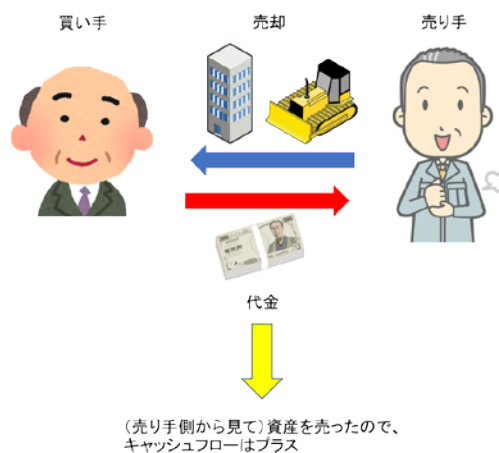 買い手
売却
売り手
代金
(売り手側から見て)資産を売ったので、
キャッシュフローはプラス